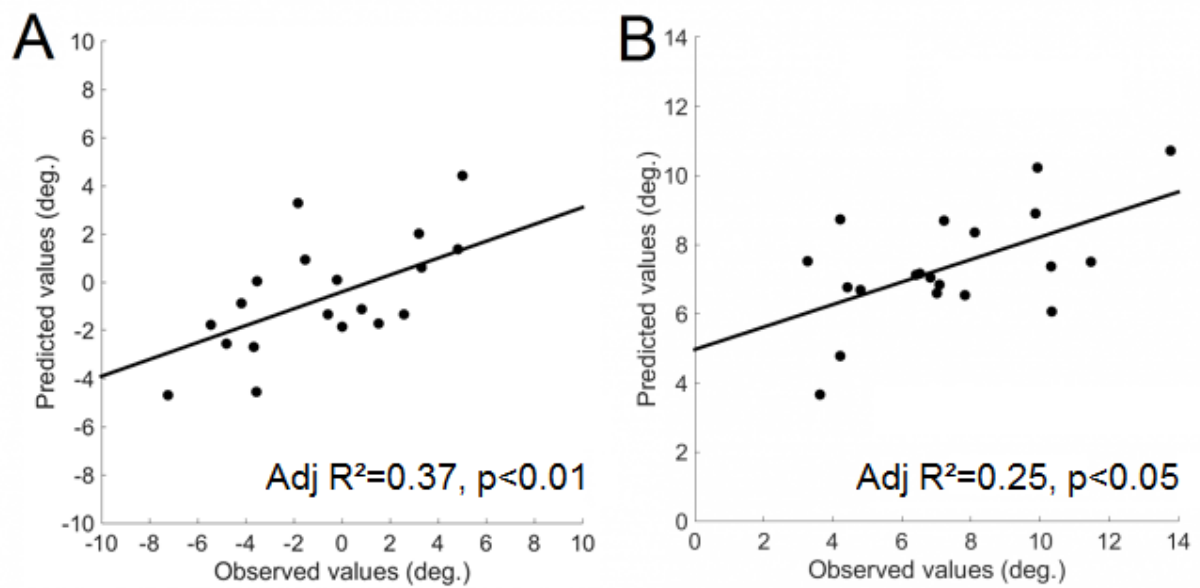 A
Predicted values (deg.)
10
8
6
4
2
0
-2
-4
-6
-8
-10
-10 -8 -6 -4 -2 0 2 4 6 8 10
Observed values (deg.)
Adj R²=0.37, p<0.01
B
Predicted values (deg.)
14
12
10
8
6
4
2
0
0 2 4 6 8 10 12 14
Observed values (deg.)
Adj R²=0.25, p<0.05